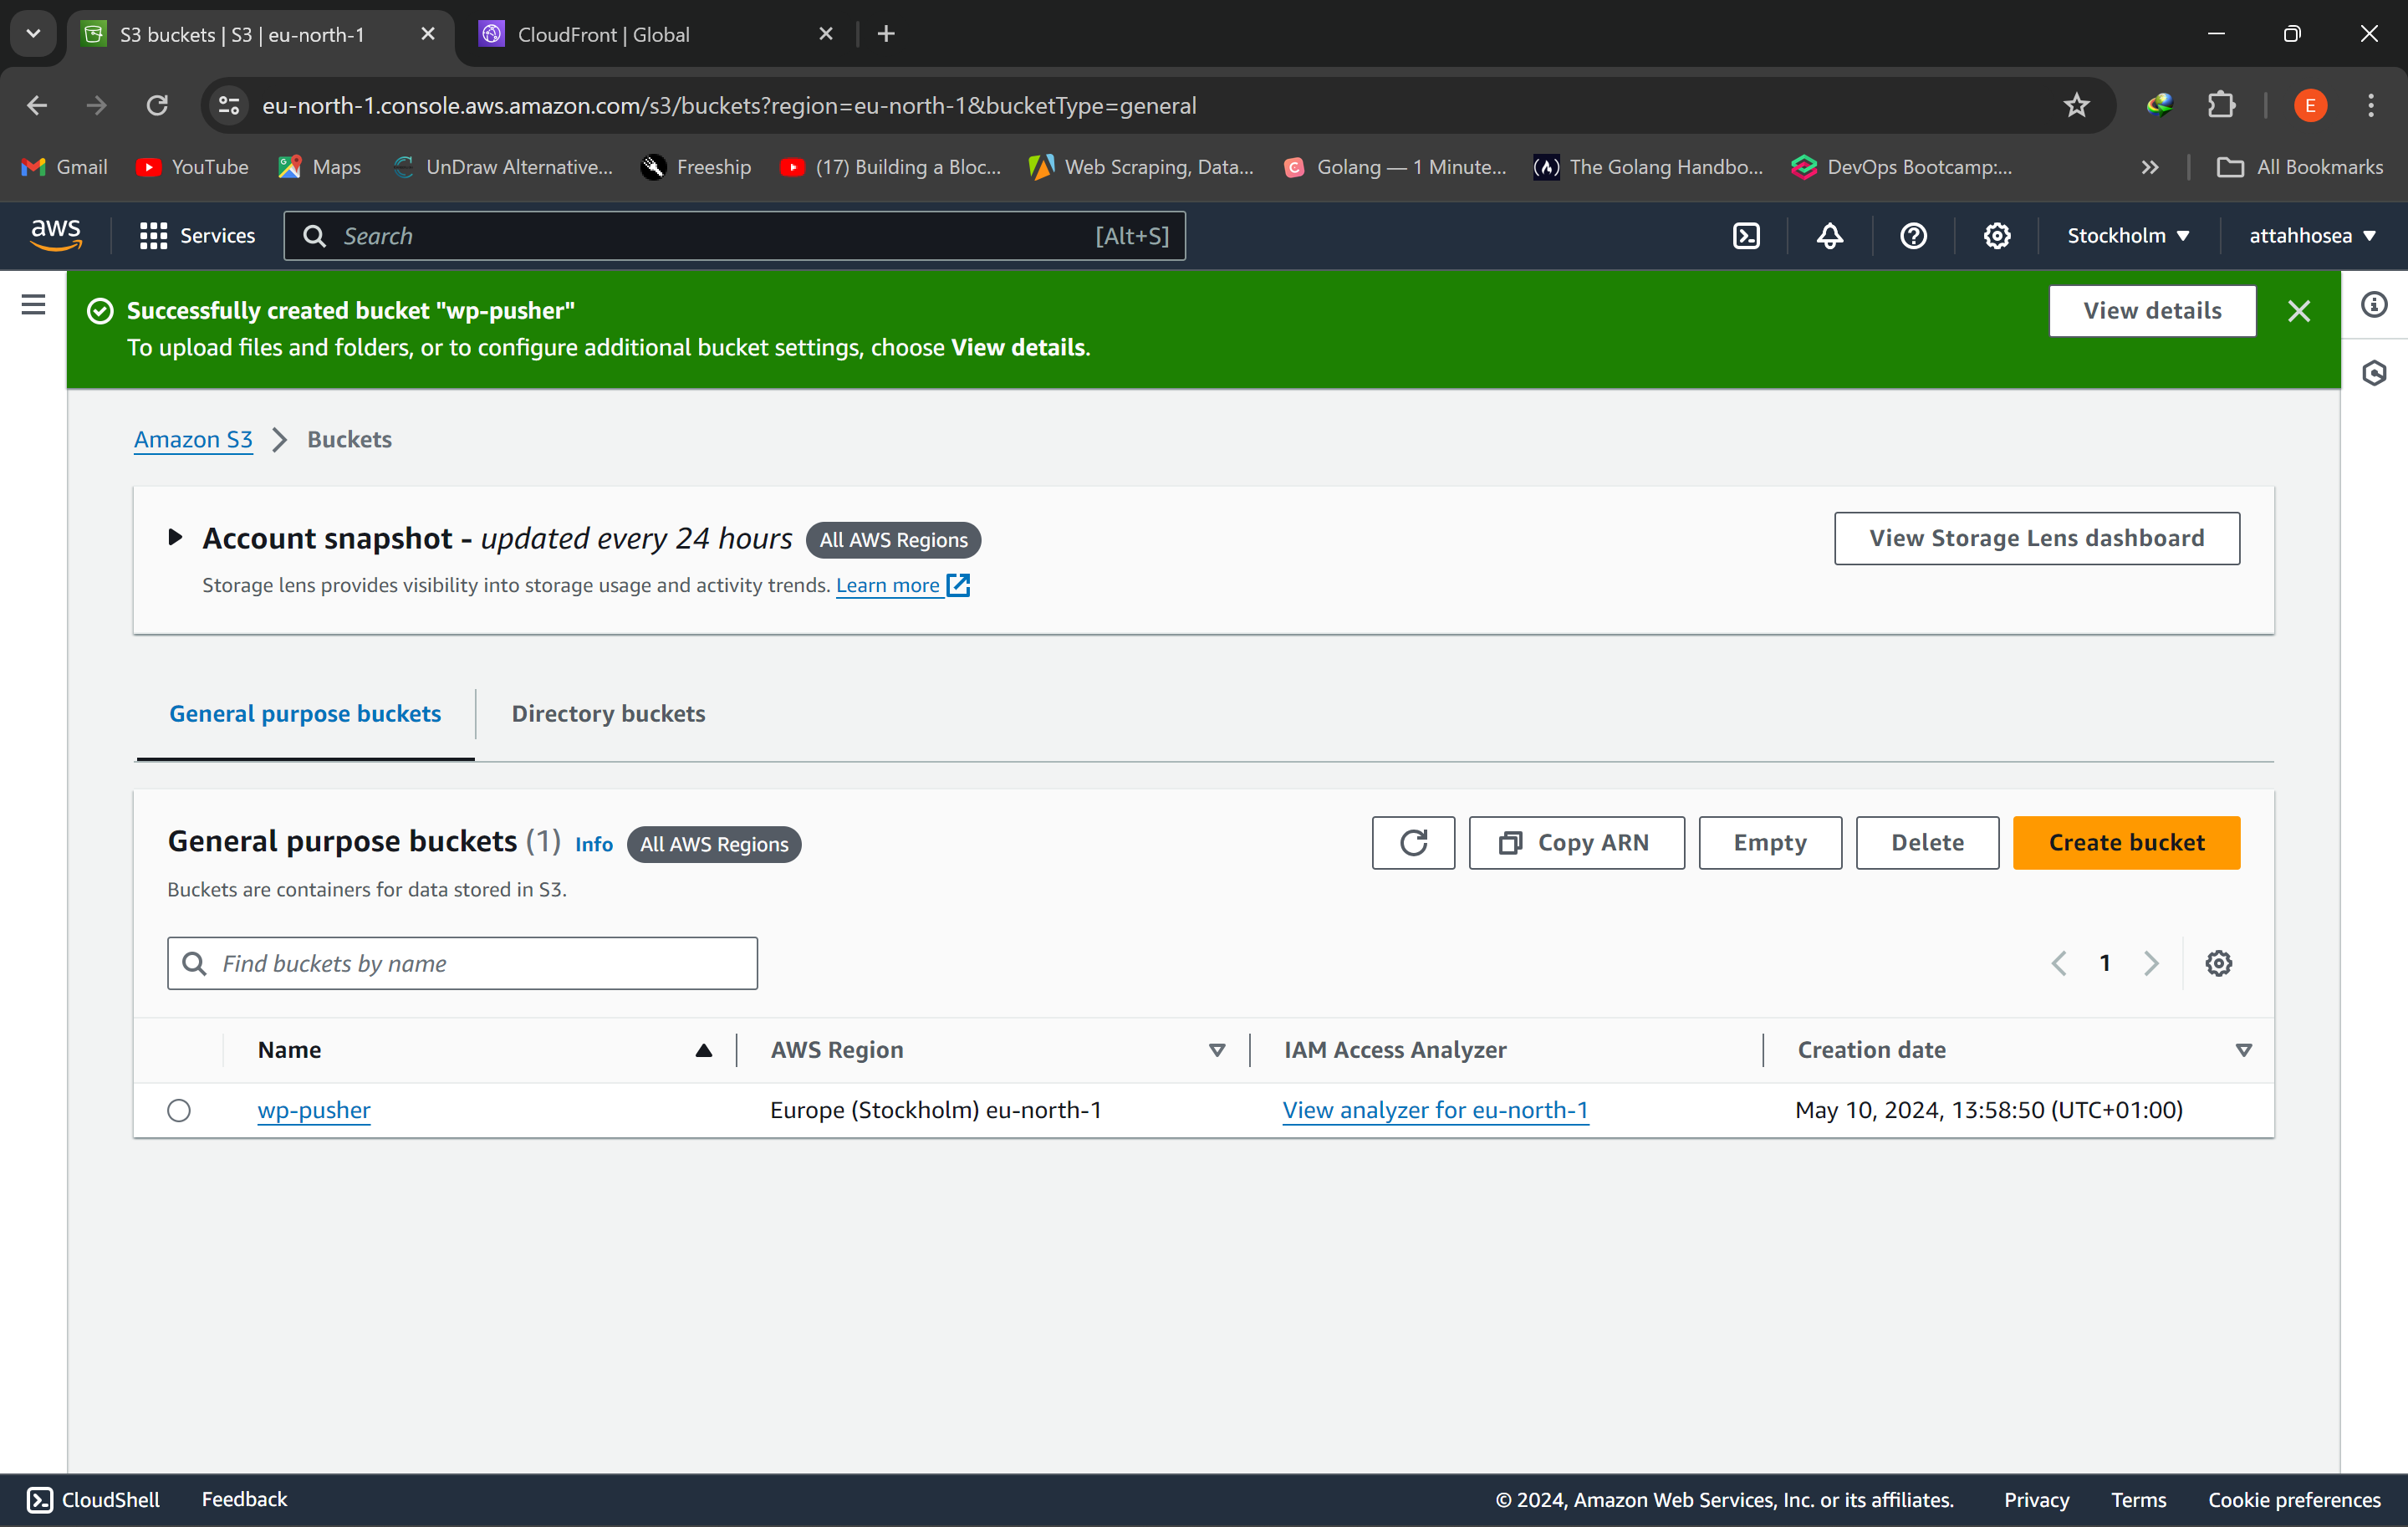 S3 buckets | S3 | eu-north-1
CloudFront | Global
eu-north-1.console.aws.amazon.com/s3/buckets?region=eu-north-1&bucketType=general
E
Gmail
YouTube
Maps
UnDraw Alternative...
Freeship
(17) Building a Bloc...
Web Scraping, Data...
Golang — 1 Minute...
The Golang Handbo...
DevOps Bootcamp:...
All Bookmarks
aws
Services
Search
[Alt+S]
Stockholm
attahhosea
Successfully created bucket "wp-pusher"
To upload files and folders, or to configure additional bucket settings, choose View details.
View details
Amazon S3
Buckets
Account snapshot - updated every 24 hours
All AWS Regions
Storage lens provides visibility into storage usage and activity trends. Learn more
View Storage Lens dashboard
General purpose buckets
Directory buckets
General purpose buckets (1)
Info
All AWS Regions
Buckets are containers for data stored in S3.
Copy ARN
Empty
Delete
Create bucket
Find buckets by name
1
Name
AWS Region
IAM Access Analyzer
Creation date
wp-pusher
Europe (Stockholm) eu-north-1
View analyzer for eu-north-1
May 10, 2024, 13:58:50 (UTC+01:00)
CloudShell
Feedback
© 2024, Amazon Web Services, Inc. or its affiliates.
Privacy
Terms
Cookie preferences